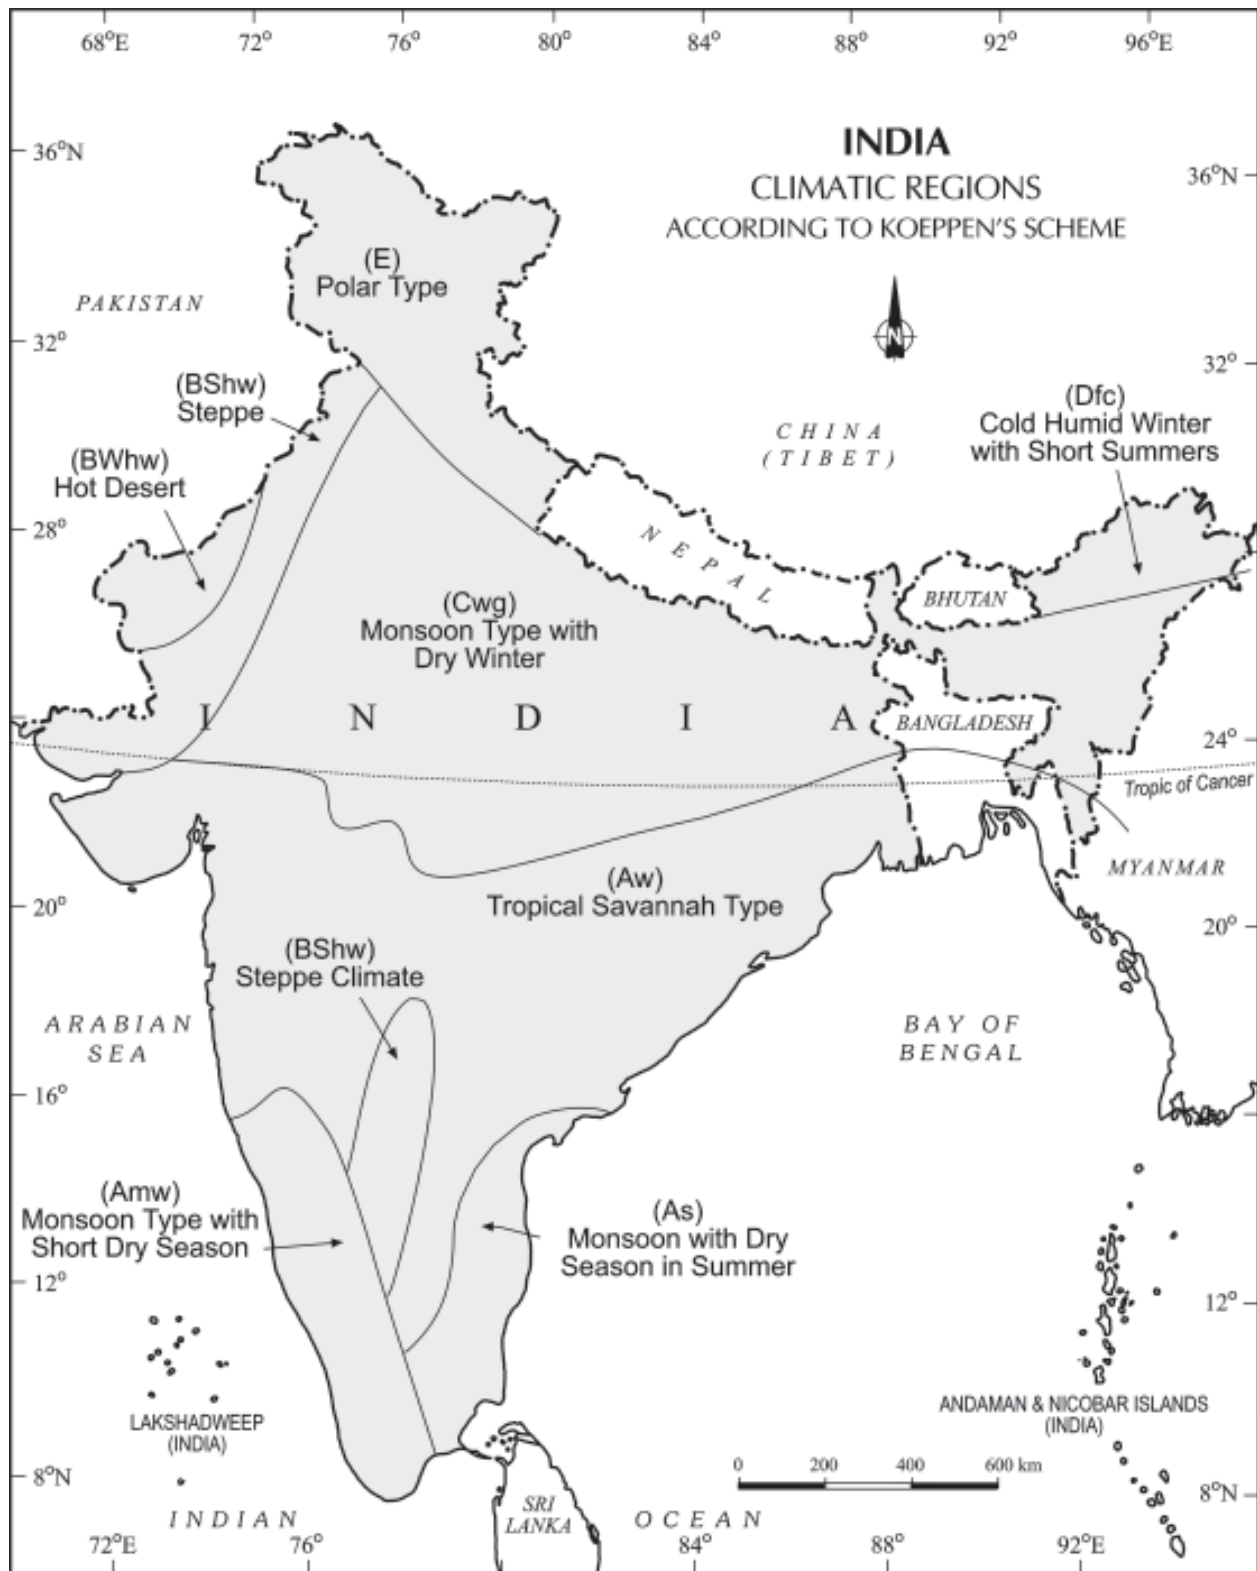 68°E 72° 76° 80° 84° 88° 92° 96°E
INDIA
CLIMATIC REGIONS
ACCORDING TO KOEPPEN'S SCHEME
36°N
36°N
(E)
Polar Type
PAKISTAN
N
32°
32°
(BShw)
Steppe
(Dfc)
Cold Humid Winter
with Short Summers
CHINA
(TIBET)
(BWhw)
Hot Desert
28°
28°
NEPAL
BHUTAN
(Cwg)
Monsoon Type with
Dry Winter
INDIA
BANGLADESH
24°
Tropic of Cancer
MYANMAR
(Aw)
Tropical Savannah Type
20°
20°
(BShw)
Steppe Climate
ARABIAN
SEA
BAY OF
BENGAL
16°
(Amw)
Monsoon Type with
Short Dry Season
(As)
Monsoon with Dry
Season in Summer
12°
12°
LAKSHADWEEP
(INDIA)
ANDAMAN & NICOBAR ISLANDS
(INDIA)
0 200 400 600 km
8°N
8°N
SRI
LANKA
INDIAN OCEAN
72°E 76° 84° 88° 92°E